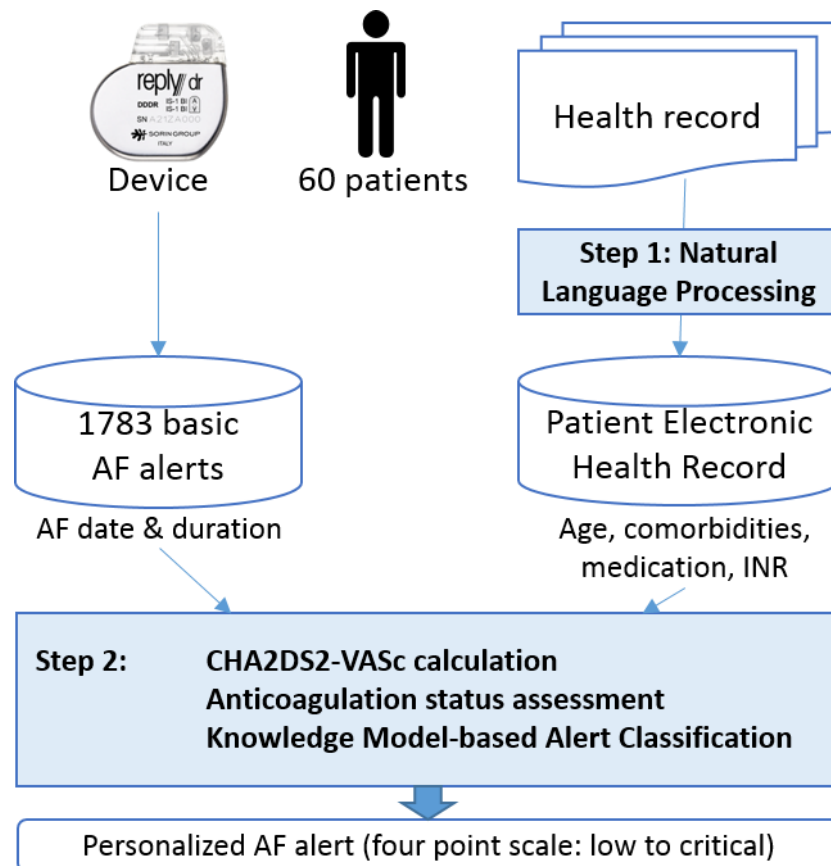 reply dr
DDDR IS-1 BI A
IS-1 BI V
SN A21ZA000
SORIN GROUP
ITALY
Device
60 patients
Health record
Step 1: Natural
Language Processing
1783 basic
AF alerts
Patient Electronic
Health Record
AF date & duration
Age, comorbidities,
medication, INR
Step 2: CHA2DS2-VASc calculation
Anticoagulation status assessment
Knowledge Model-based Alert Classification
Personalized AF alert (four point scale: low to critical)